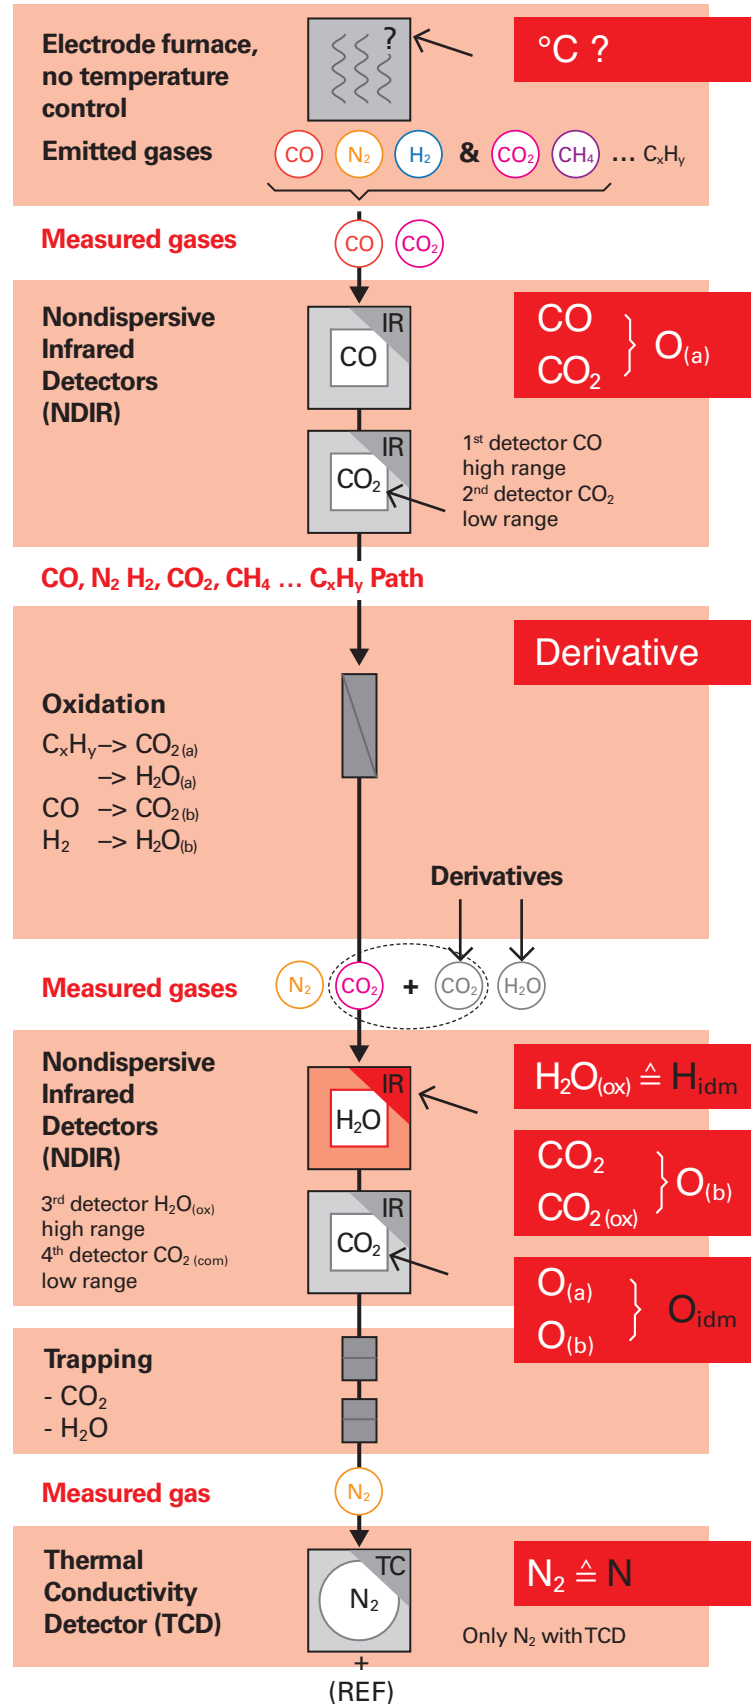 Electrode furnace,
no temperature
control
?
°C ?
Emitted gases
CO N₂ H₂ & CO₂ CH₄ ... CₓHᵧ
Measured gases
CO CO₂
Nondispersive
Infrared
Detectors
(NDIR)
IR
CO
CO
CO₂
O(a)
IR
CO₂
1st detector CO
high range
2nd detector CO₂
low range
CO, N₂ H₂, CO₂, CH₄ ... CₓHᵧ Path
Derivative
Oxidation
CₓHᵧ –> CO₂(a)
–> H₂O(a)
CO –> CO₂(b)
H₂ –> H₂O(b)
Derivatives
Measured gases
N₂ CO₂ + CO₂ H₂O
Nondispersive
Infrared
Detectors
(NDIR)
IR
H₂O
H₂O(ox) ≙ Hidm
3rd detector H₂O(ox)
high range
4th detector CO₂ (com)
low range
IR
CO₂
CO₂
CO₂(ox)
O(b)
O(a)
O(b)
Oidm
Trapping
- CO₂
- H₂O
Measured gas
N₂
Thermal
Conductivity
Detector (TCD)
TC
N₂
N₂ ≙ N
Only N₂ with TCD
+
(REF)